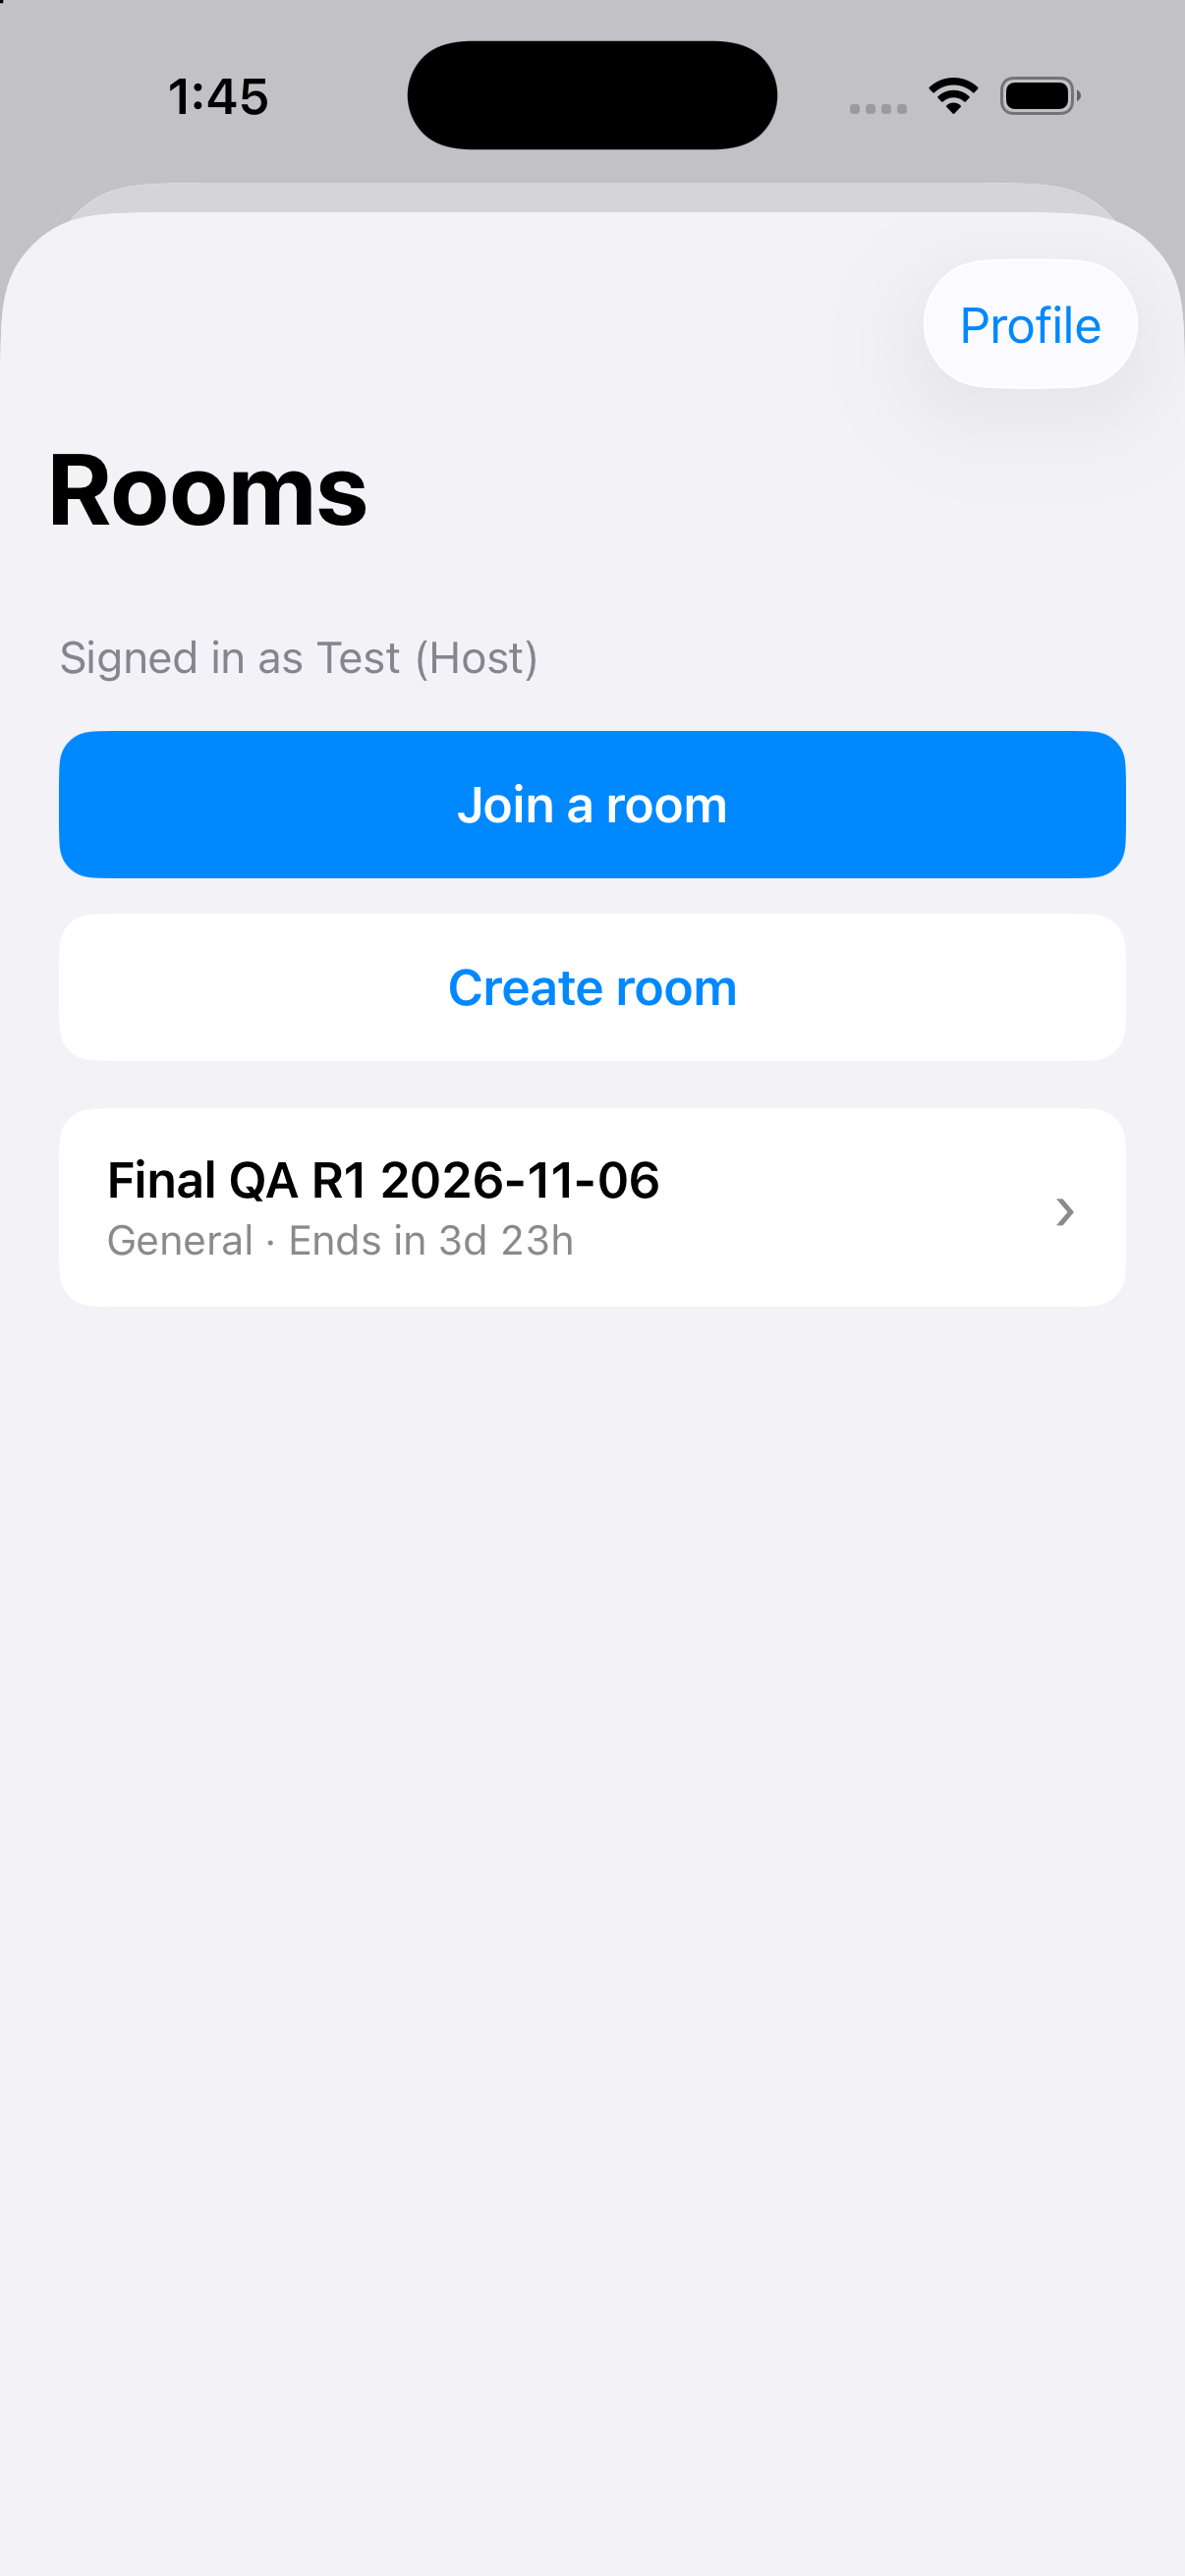 1:45
Profile
Rooms
Signed in as Test (Host)
Join a room
Create room
Final QA R1 2026-11-06
General · Ends in 3d 23h